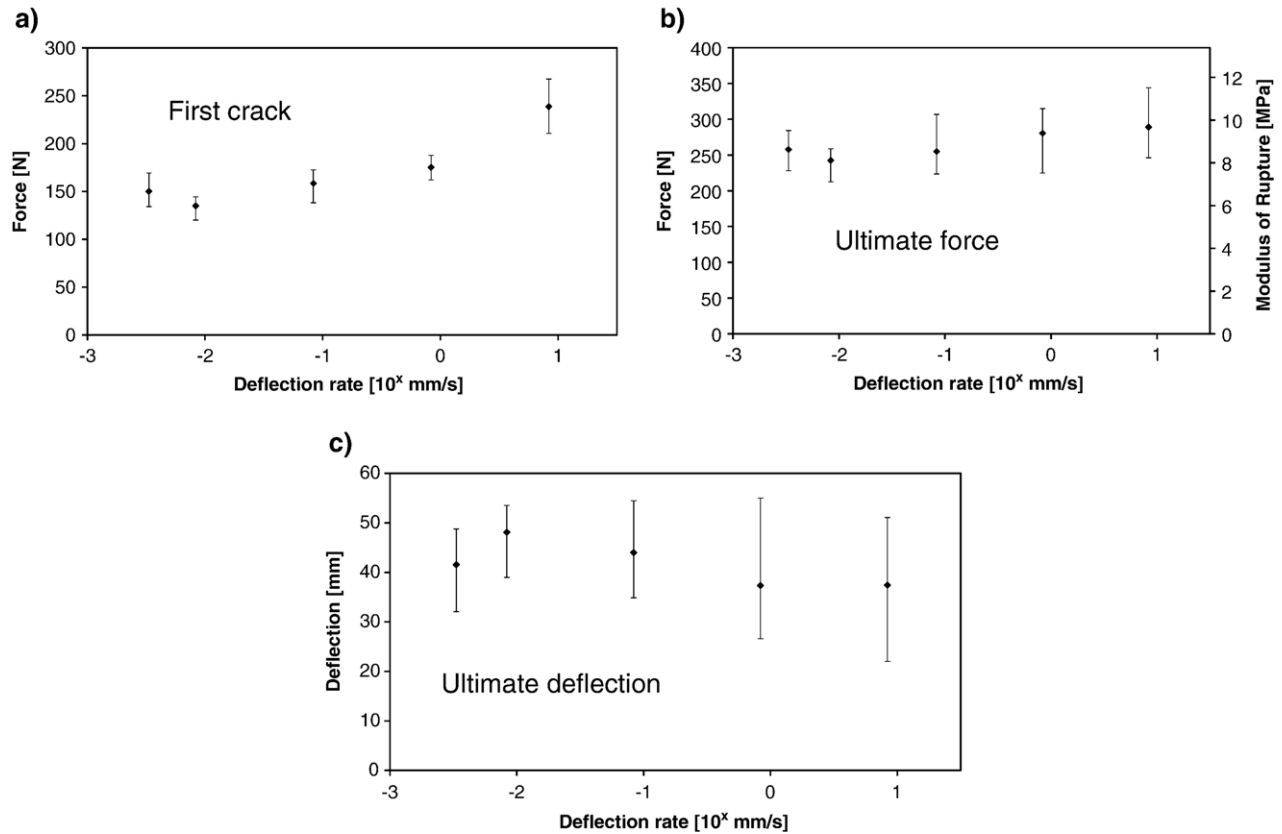 a)
300
250
200
150
100
50
0
Force [N]
First crack
-3 -2 -1 0 1
Deflection rate [10ˣ mm/s]
b)
400
350
300
250
200
150
100
50
0
Force [N]
Ultimate force
12
10
8
6
4
2
0
Modulus of Rupture [MPa]
-3 -2 -1 0 1
Deflection rate [10ˣ mm/s]
c)
60
50
40
30
20
10
0
Deflection [mm]
Ultimate deflection
-3 -2 -1 0 1
Deflection rate [10ˣ mm/s]